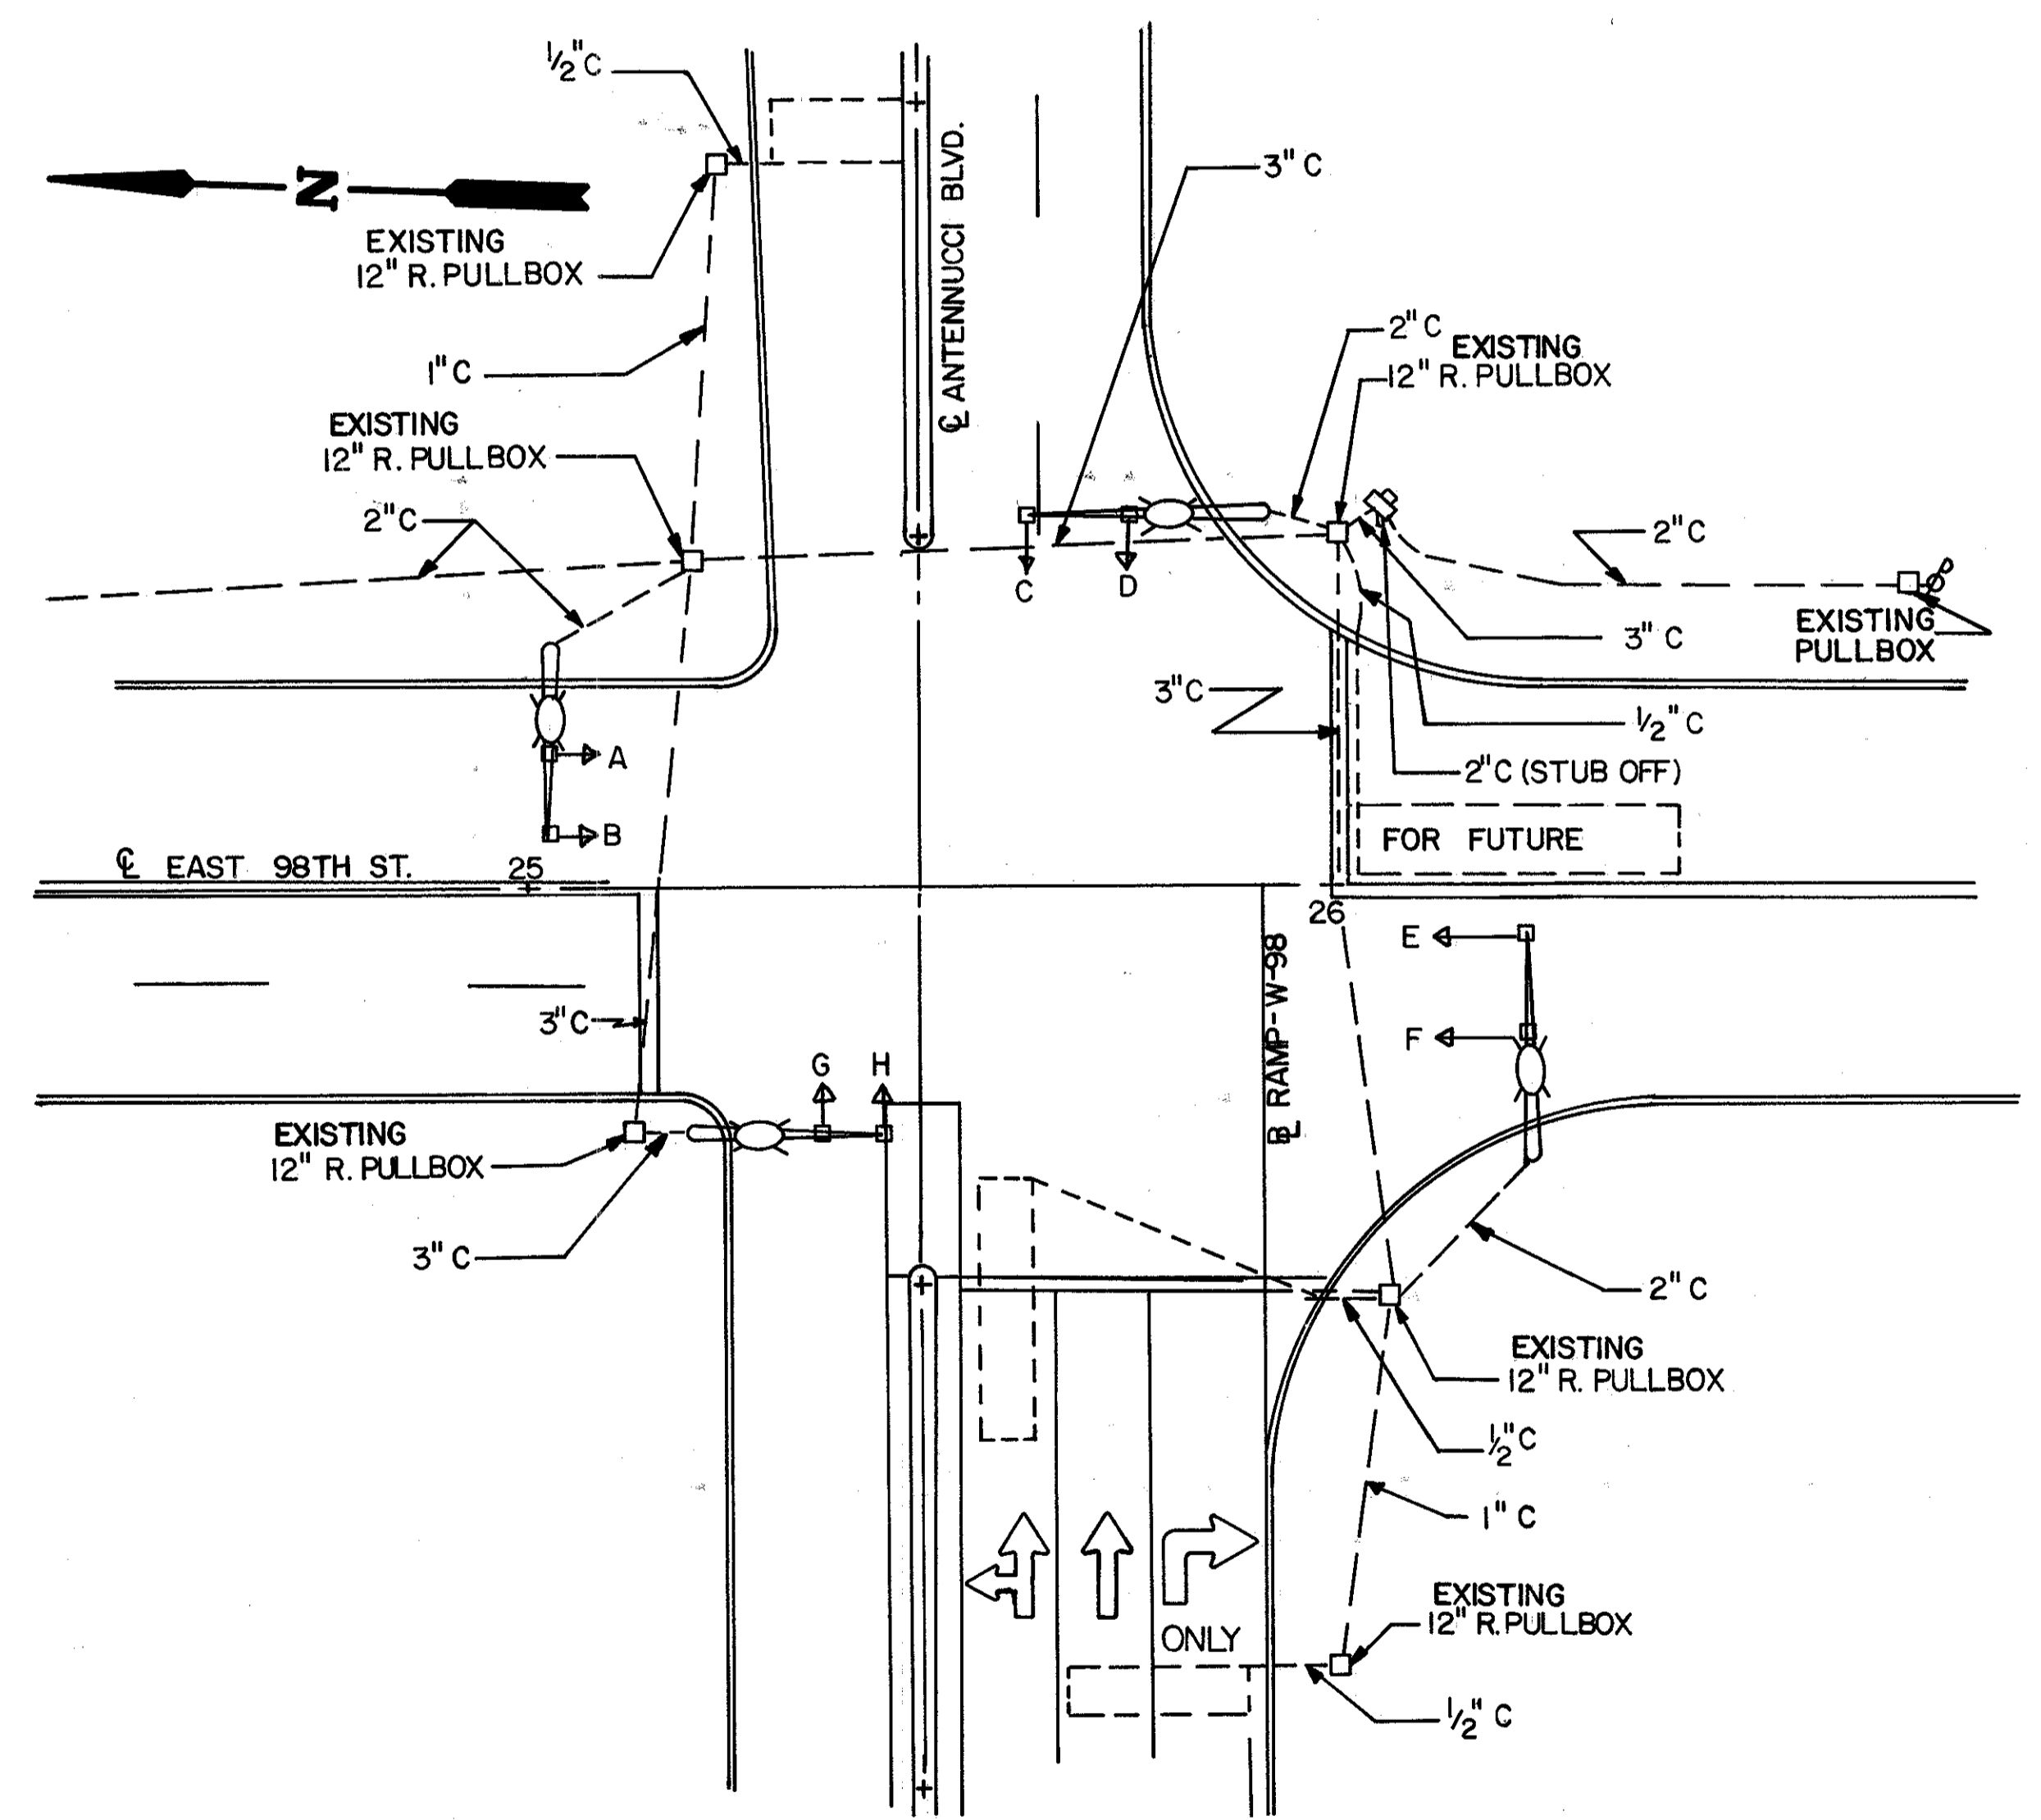 1/2" C
N
EXISTING
12" R. PULLBOX
1" C
EXISTING
12" R. PULLBOX
2" C
℄ ANTENNUCCI BLVD.
3" C
2" C
EXISTING
12" R. PULLBOX
C
D
2" C
EXISTING
PULLBOX
3" C
3" C
1/2" C
2" C (STUB OFF)
FOR FUTURE
A
B
℄ EAST 98TH ST.
25
26
E
F
3" C
G
H
BL RAMP-W-98
EXISTING
12" R. PULLBOX
3" C
2" C
EXISTING
12" R. PULLBOX
1/2" C
1" C
ONLY
EXISTING
12" R. PULLBOX
1/2" C